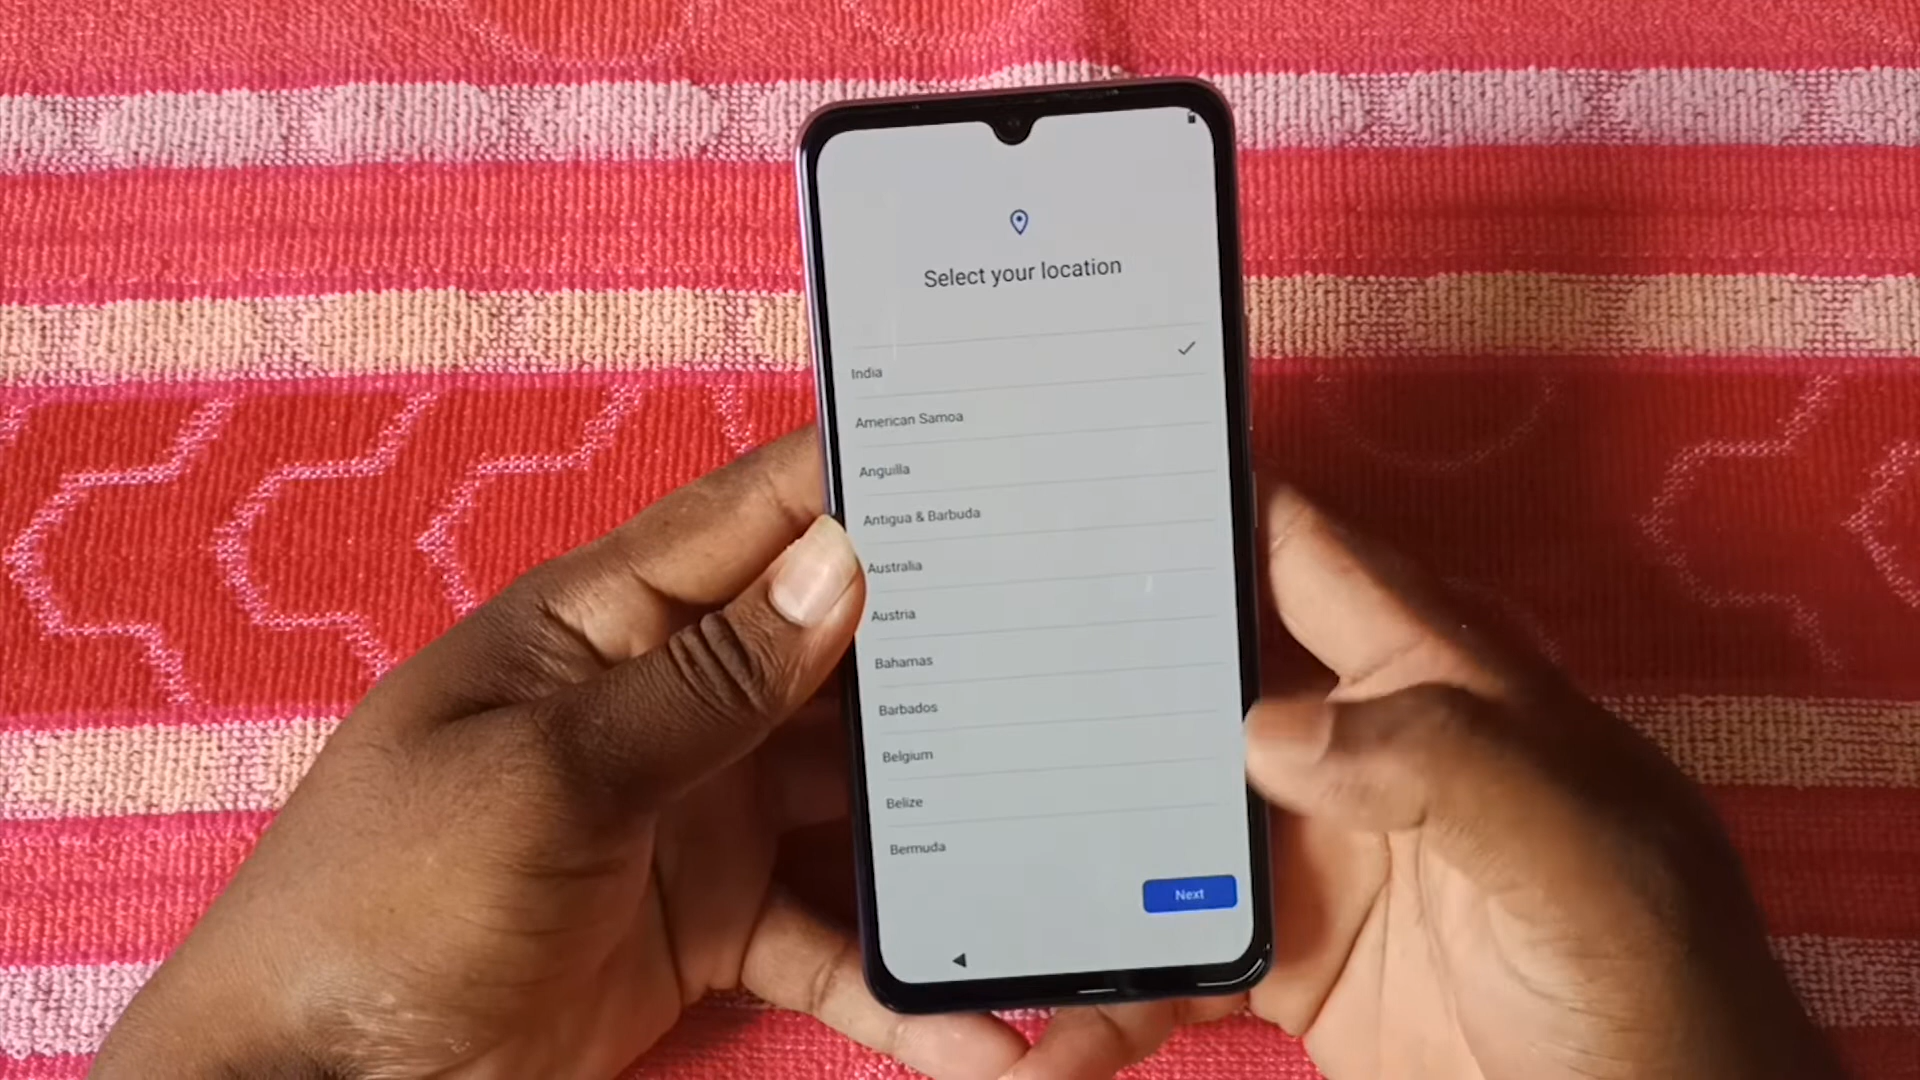 Select your location
India
American Samoa
Anguilla
Antigua & Barbuda
Australia
Austria
Bahamas
Barbados
Belgium
Belize
Bermuda
Next